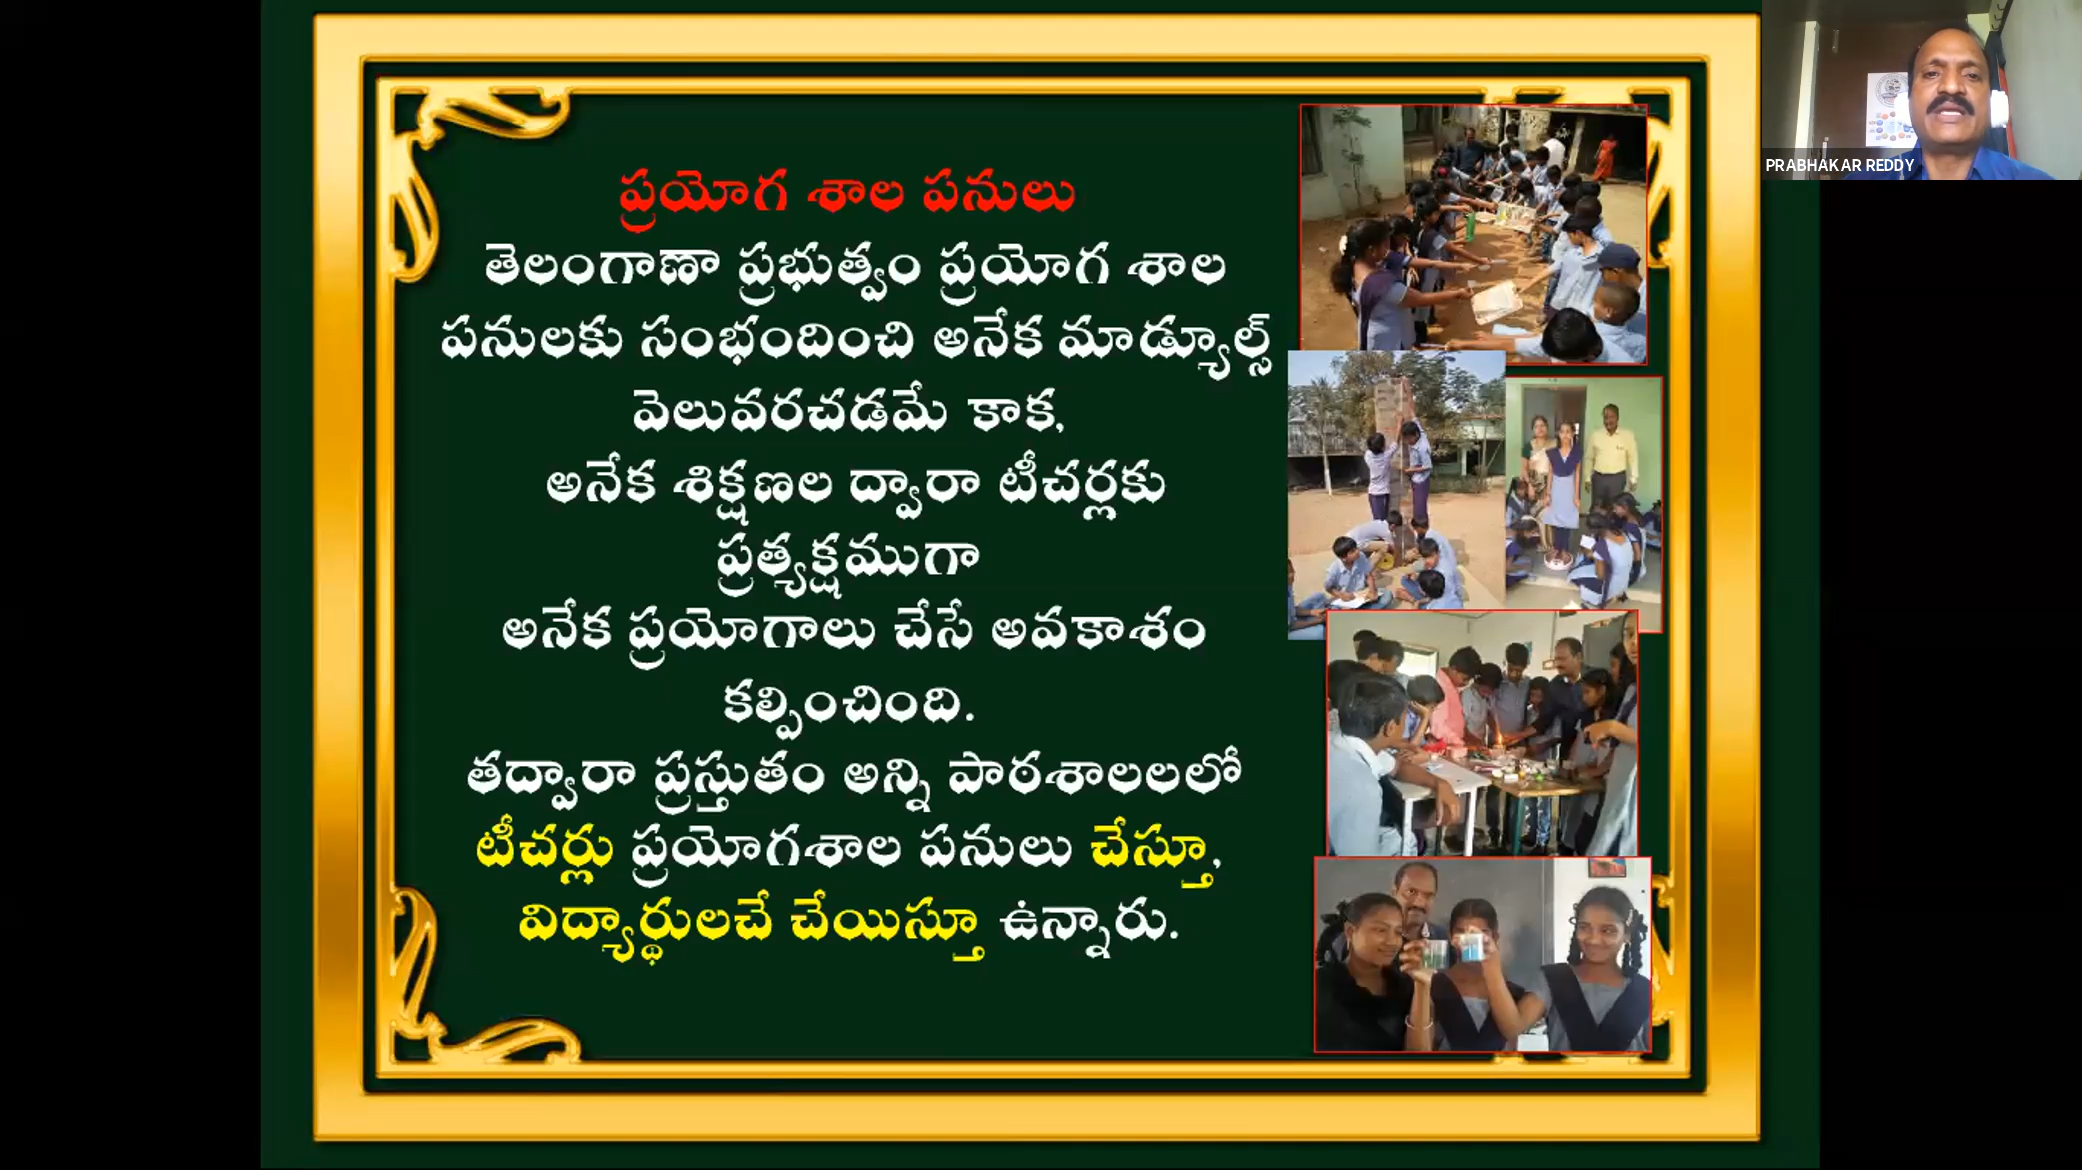 ప్రయోగ శాల పనులు
తెలంగాణా ప్రభుత్వం ప్రయోగ శాల
పనులకు సంభందించి అనేక మాడ్యూల్స్
వెలువరచడమే కాక,
అనేక శిక్షణల ద్వారా టీచర్లకు
ప్రత్యక్షముగా
అనేక ప్రయోగాలు చేసే అవకాశం
కల్పించింది.
తద్వారా ప్రస్తుతం అన్ని పాఠశాలలలో
టీచర్లు ప్రయోగశాల పనులు చేస్తూ,
విద్యార్థులచే చేయిస్తూ ఉన్నారు.
PRABHAKAR REDDY